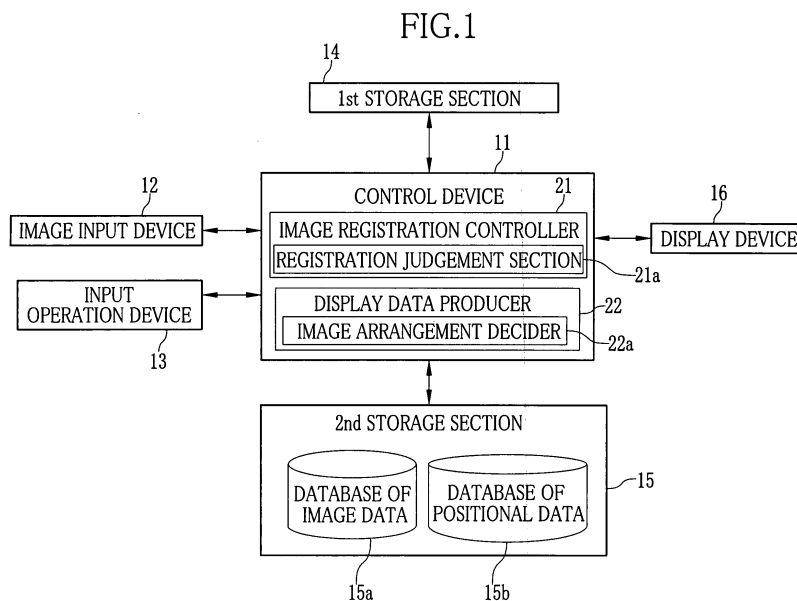 FIG.1
14
1st STORAGE SECTION
11
CONTROL DEVICE
21
IMAGE REGISTRATION CONTROLLER
REGISTRATION JUDGEMENT SECTION
21a
12
IMAGE INPUT DEVICE
16
DISPLAY DEVICE
INPUT
OPERATION DEVICE
13
DISPLAY DATA PRODUCER
22
IMAGE ARRANGEMENT DECIDER
22a
2nd STORAGE SECTION
15
DATABASE OF
IMAGE DATA
DATABASE OF
POSITIONAL DATA
15a
15b